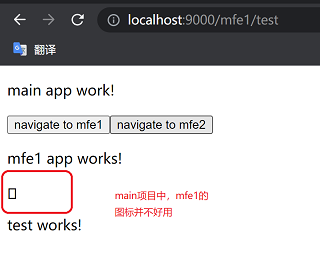 localhost:9000/mfe1/test
翻译
main app work!
navigate to mfe1 navigate to mfe2
mfe1 app works!
main项目中，mfe1的
图标并不好用
test works!